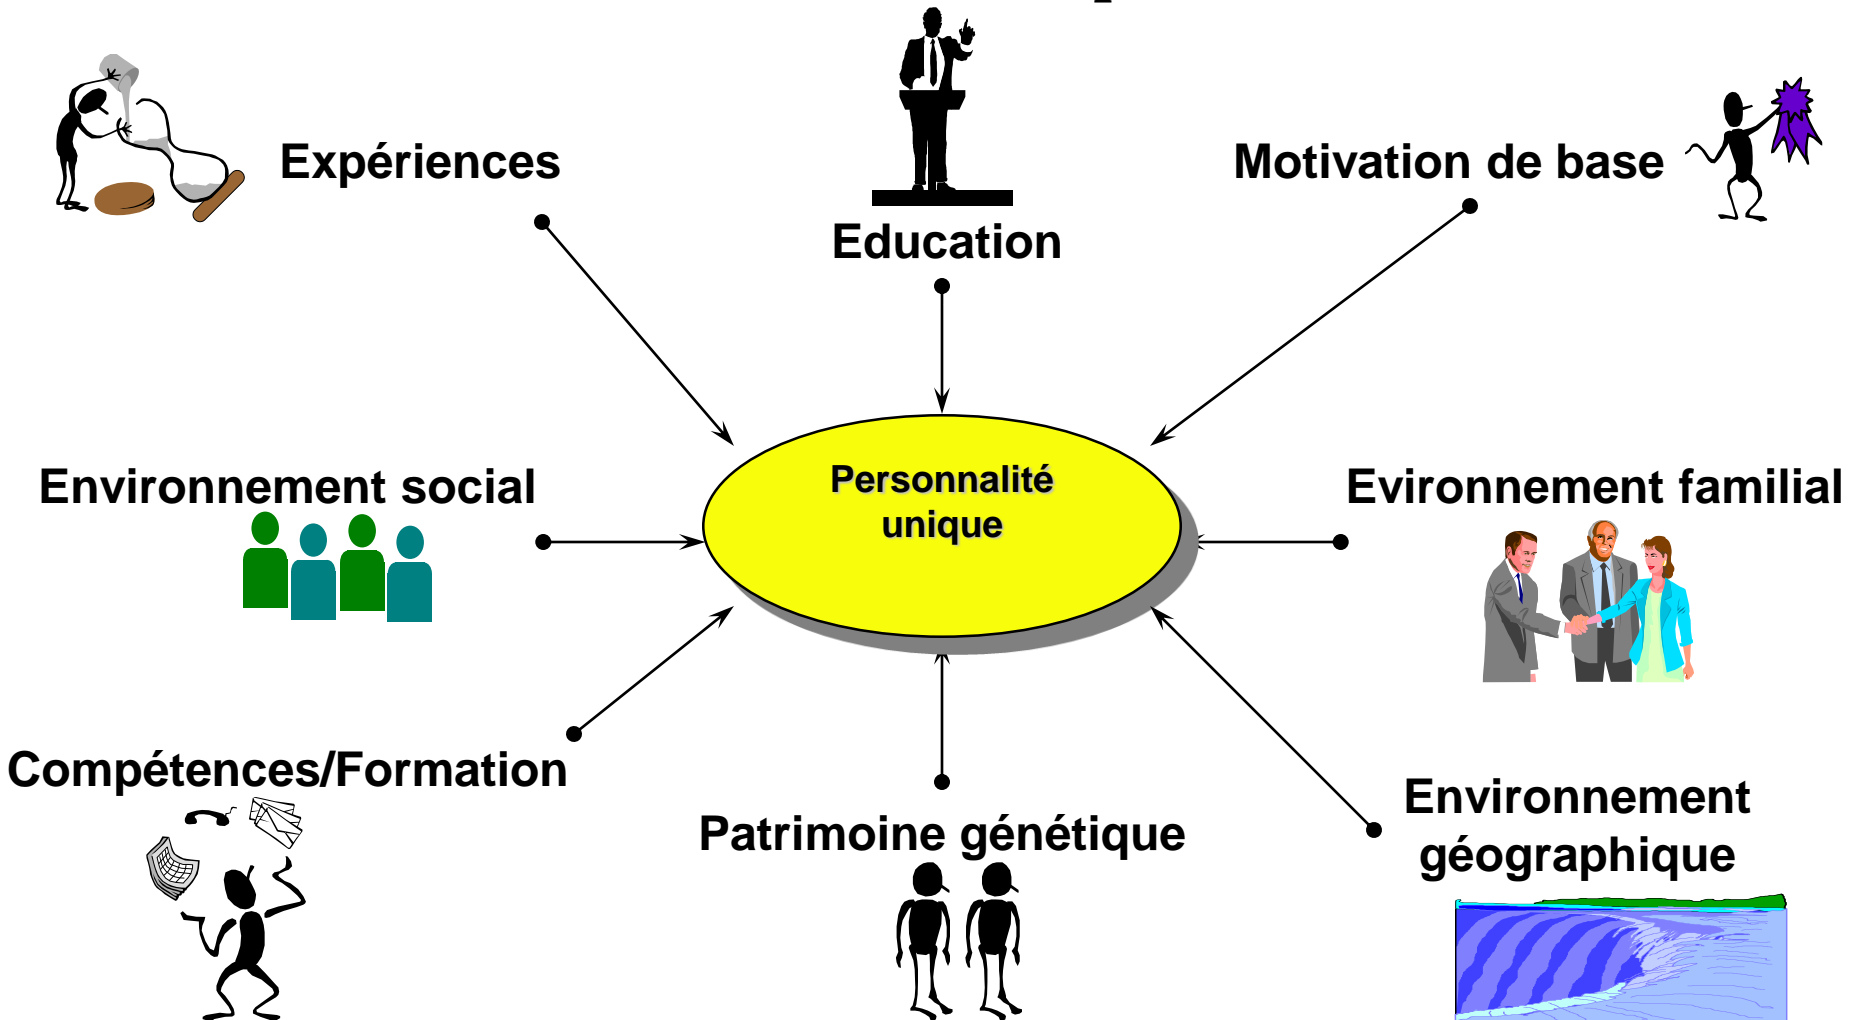 Expériences
Education
Motivation de base
Environnement social
Personnalité
unique
Evironnement familial
Compétences/Formation
Patrimoine génétique
Environnement
géographique